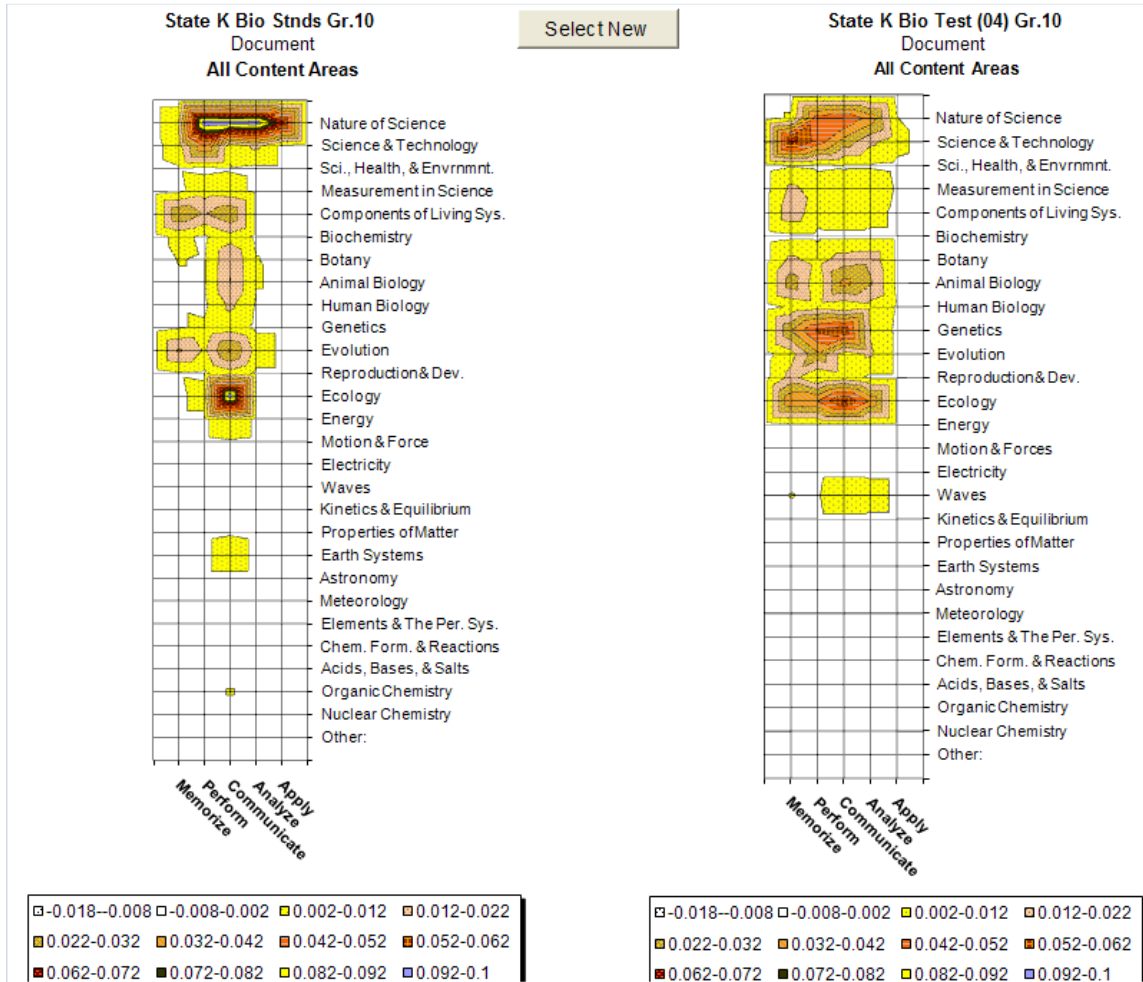 State K Bio Stnds Gr.10
Document
All Content Areas
Select New
State K Bio Test (04) Gr.10
Document
All Content Areas
Nature of Science
Science & Technology
Sci., Health, & Envrnmnt.
Measurement in Science
Components of Living Sys.
Biochemistry
Botany
Animal Biology
Human Biology
Genetics
Evolution
Reproduction & Dev.
Ecology
Energy
Motion & Force
Electricity
Waves
Kinetics & Equilibrium
Properties of Matter
Earth Systems
Astronomy
Meteorology
Elements & The Per. Sys.
Chem. Form. & Reactions
Acids, Bases, & Salts
Organic Chemistry
Nuclear Chemistry
Other:
Memorize
Perform
Communicate
Analyze
Apply
Nature of Science
Science & Technology
Sci., Health, & Envrnmnt.
Measurement in Science
Components of Living Sys.
Biochemistry
Botany
Animal Biology
Human Biology
Genetics
Evolution
Reproduction & Dev.
Ecology
Energy
Motion & Forces
Electricity
Waves
Kinetics & Equilibrium
Properties of Matter
Earth Systems
Astronomy
Meteorology
Elements & The Per. Sys.
Chem. Form. & Reactions
Acids, Bases, & Salts
Organic Chemistry
Nuclear Chemistry
Other:
Memorize
Perform
Communicate
Analyze
Apply
-0.018--0.008 -0.008-0.002 0.002-0.012 0.012-0.022
0.022-0.032 0.032-0.042 0.042-0.052 0.052-0.062
0.062-0.072 0.072-0.082 0.082-0.092 0.092-0.1
-0.018--0.008 -0.008-0.002 0.002-0.012 0.012-0.022
0.022-0.032 0.032-0.042 0.042-0.052 0.052-0.062
0.062-0.072 0.072-0.082 0.082-0.092 0.092-0.1